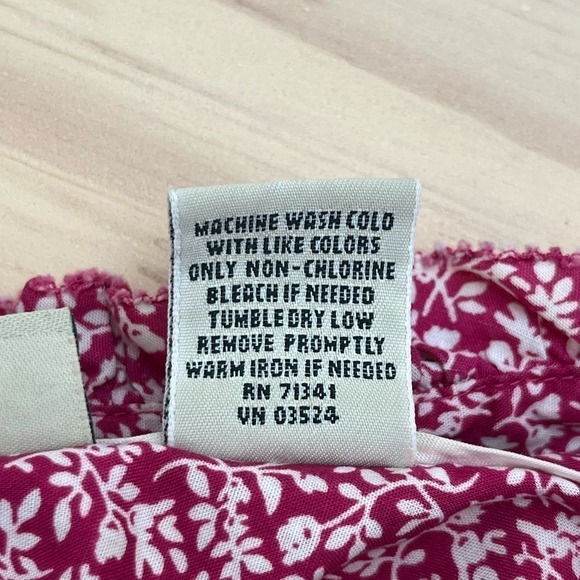 MACHINE WASH COLD
WITH LIKE COLORS
ONLY NON-CHLORINE
BLEACH IF NEEDED
TUMBLE DRY LOW
REMOVE PROMPTLY
WARM IRON IF NEEDED
RN 71341
VN 03524